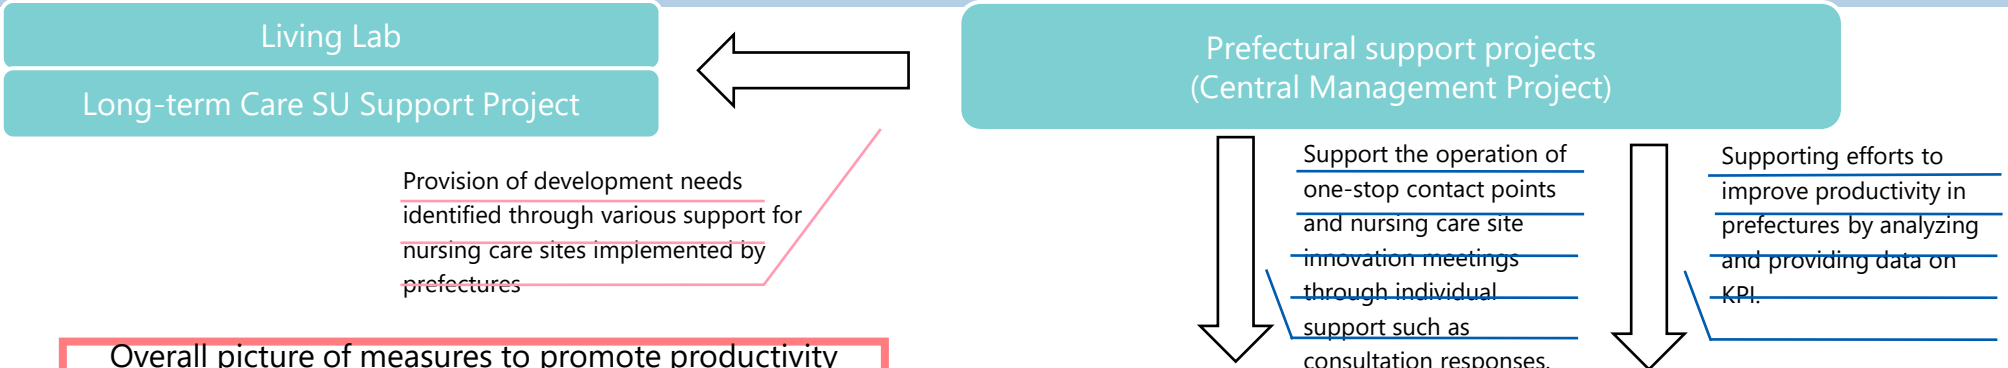 Living Lab
Long-term Care SU Support Project
Prefectural support projects
(Central Management Project)
Provision of development needs
identified through various support for
nursing care sites implemented by
prefectures
Support the operation of
one-stop contact points
and nursing care site
innovation meetings
through individual
support such as
consultation responses.
Supporting efforts to
improve productivity in
prefectures by analyzing
and providing data on
KPI.
Overall picture of measures to promote productivity